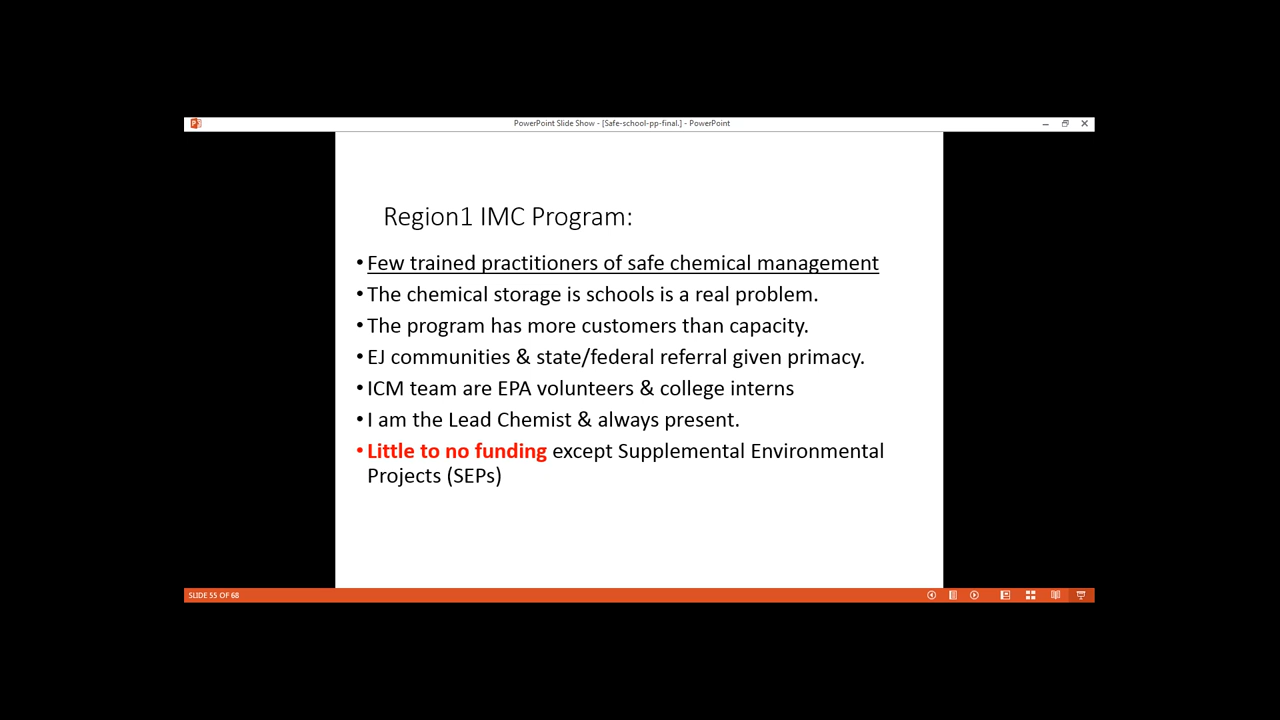 PowerPoint Slide Show - [Safe-school-pp-final.] - PowerPoint
Region1 IMC Program:
• Few trained practitioners of safe chemical management
• The chemical storage is schools is a real problem.
• The program has more customers than capacity.
• EJ communities & state/federal referral given primacy.
• ICM team are EPA volunteers & college interns
• I am the Lead Chemist & always present.
• Little to no funding except Supplemental Environmental
Projects (SEPs)
SLIDE 55 OF 68